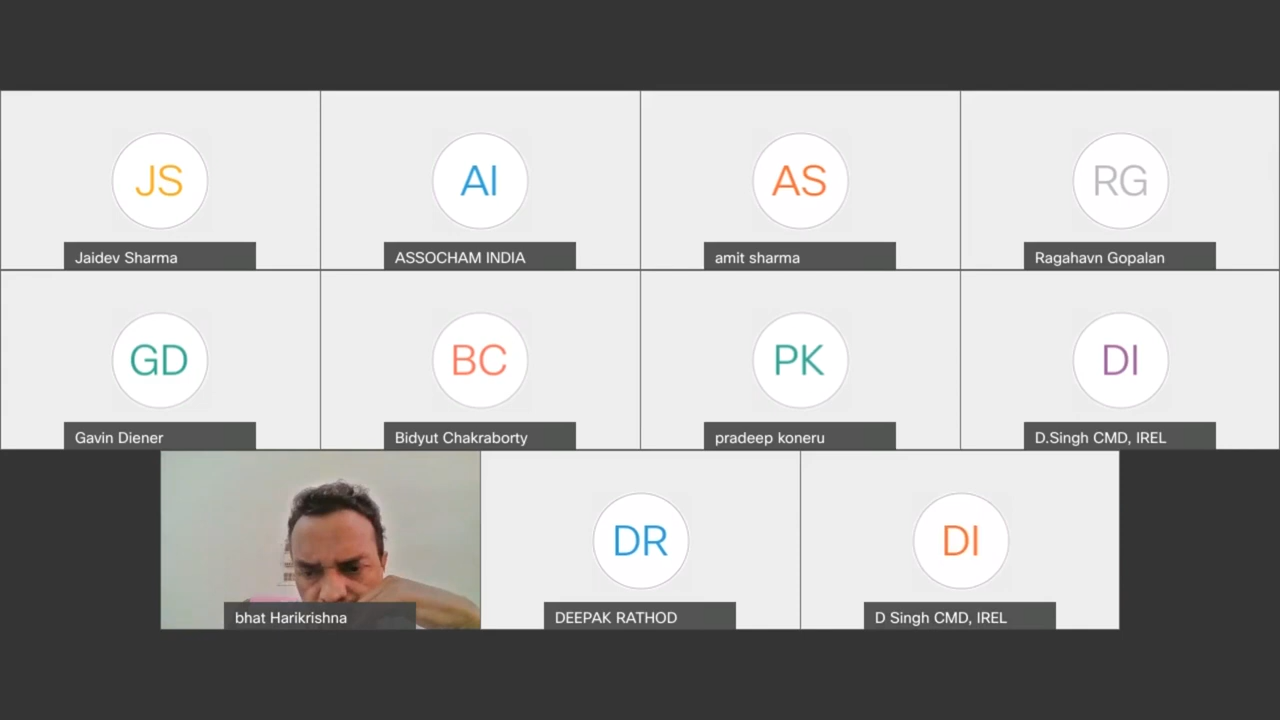 JS
AI
AS
RG
Jaidev Sharma
ASSOCHAM INDIA
amit sharma
Ragahavn Gopalan
GD
BC
PK
DI
Gavin Diener
Bidyut Chakraborty
pradeep koneru
D.Singh CMD, IREL
DR
DI
bhat Harikrishna
DEEPAK RATHOD
D Singh CMD, IREL